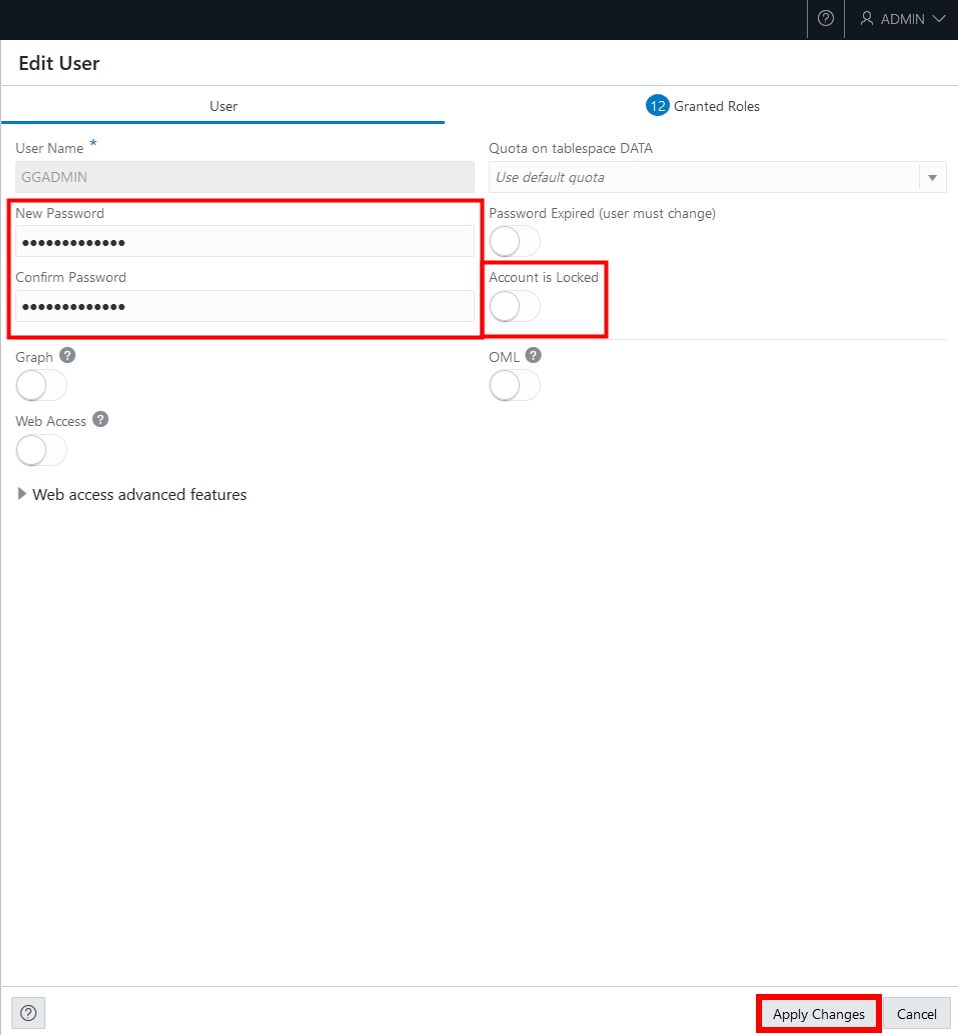 ADMIN
Edit User
User
12 Granted Roles
User Name *
Quota on tablespace DATA
GGADMIN
Use default quota
New Password
Password Expired (user must change)
•••••••••••••
Confirm Password
Account is Locked
•••••••••••••
Graph ?
OML ?
Web Access ?
Web access advanced features
Apply Changes
Cancel